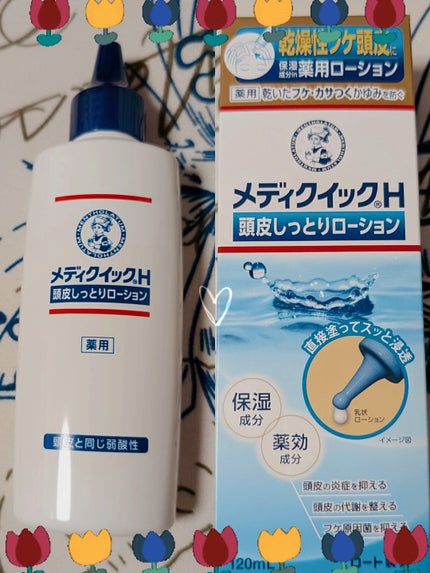 MENTHOLATUM
メディクイック®H
頭皮しっとりローション
薬用
頭皮と同じ弱酸性
乾燥性フケ頭皮に
保湿成分in 薬用ローション
薬用 乾いたフケ・カサつくかゆみを防ぐ
メディクイック®H
頭皮しっとりローション
直接塗ってスッと浸透
乳状
ローション
イメージ図
保湿
成分
薬効
成分
頭皮の炎症を抑える
頭皮の代謝を整える
フケ原因菌を抑える
120mL
ロート